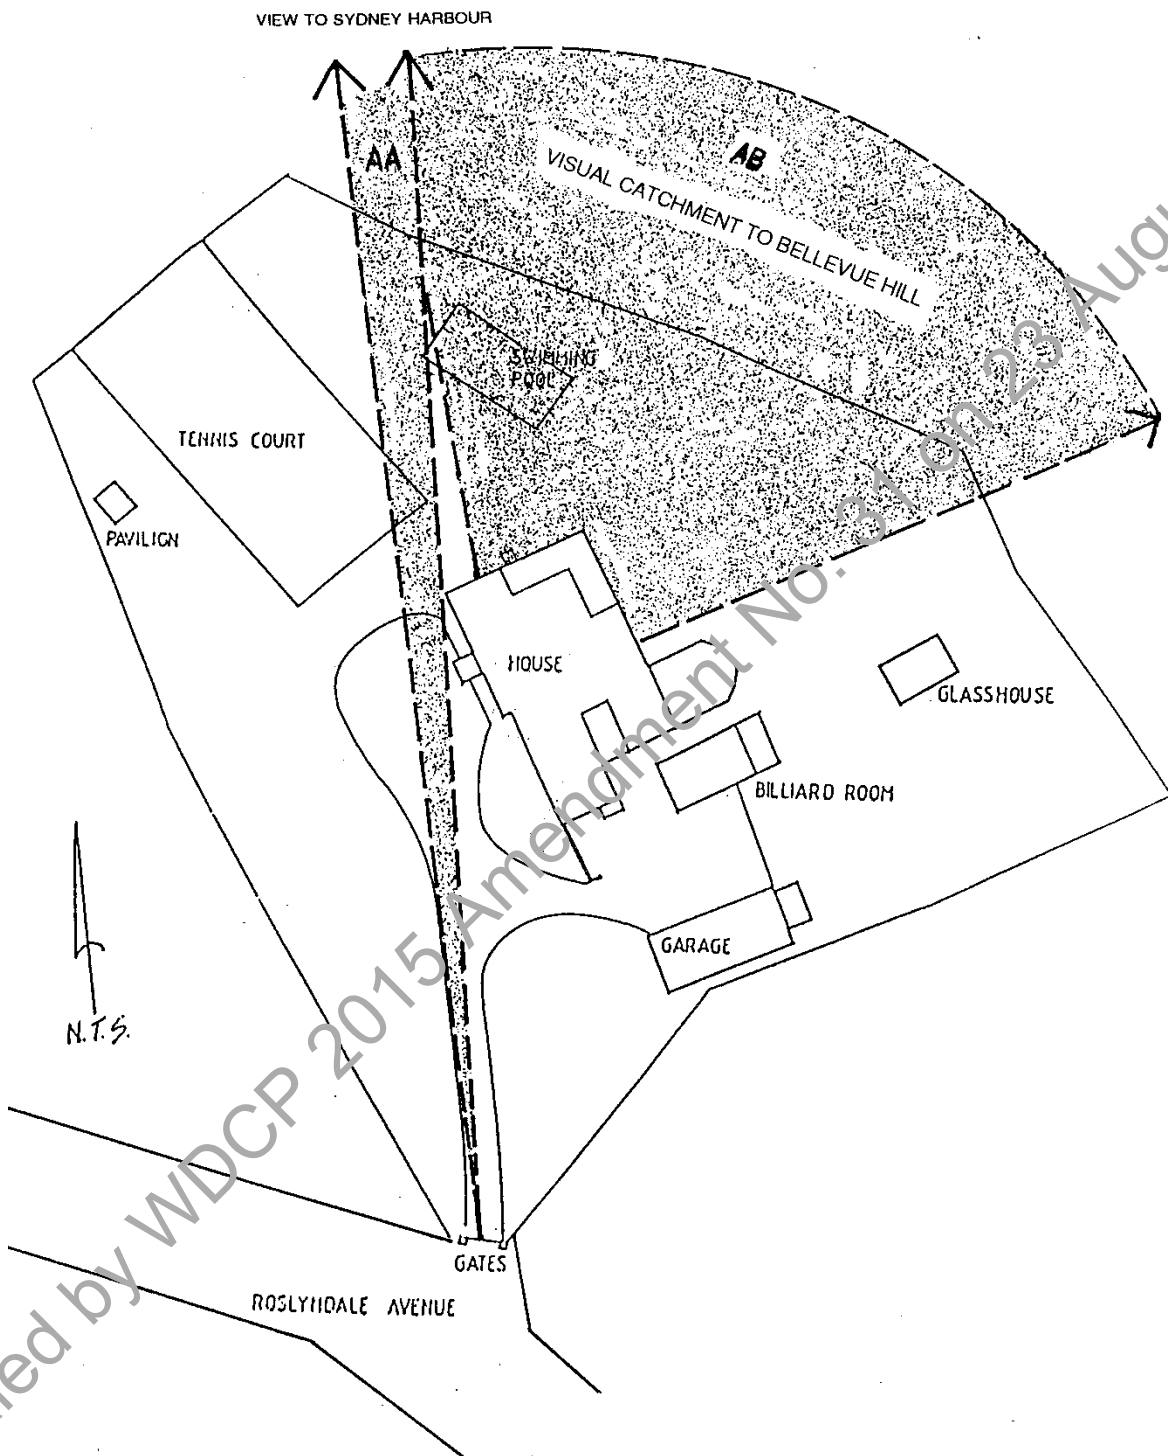 VIEW TO SYDNEY HARBOUR
AA
AB
VISUAL CATCHMENT TO BELLEVUE HILL
SWIMMING
POOL
TENNIS COURT
PAVILION
HOUSE
GLASSHOUSE
BILLIARD ROOM
GARAGE
N.T.S.
GATES
ROSLYNDALE AVENUE
by WDCP 2015 Amendment No. 31 on 23